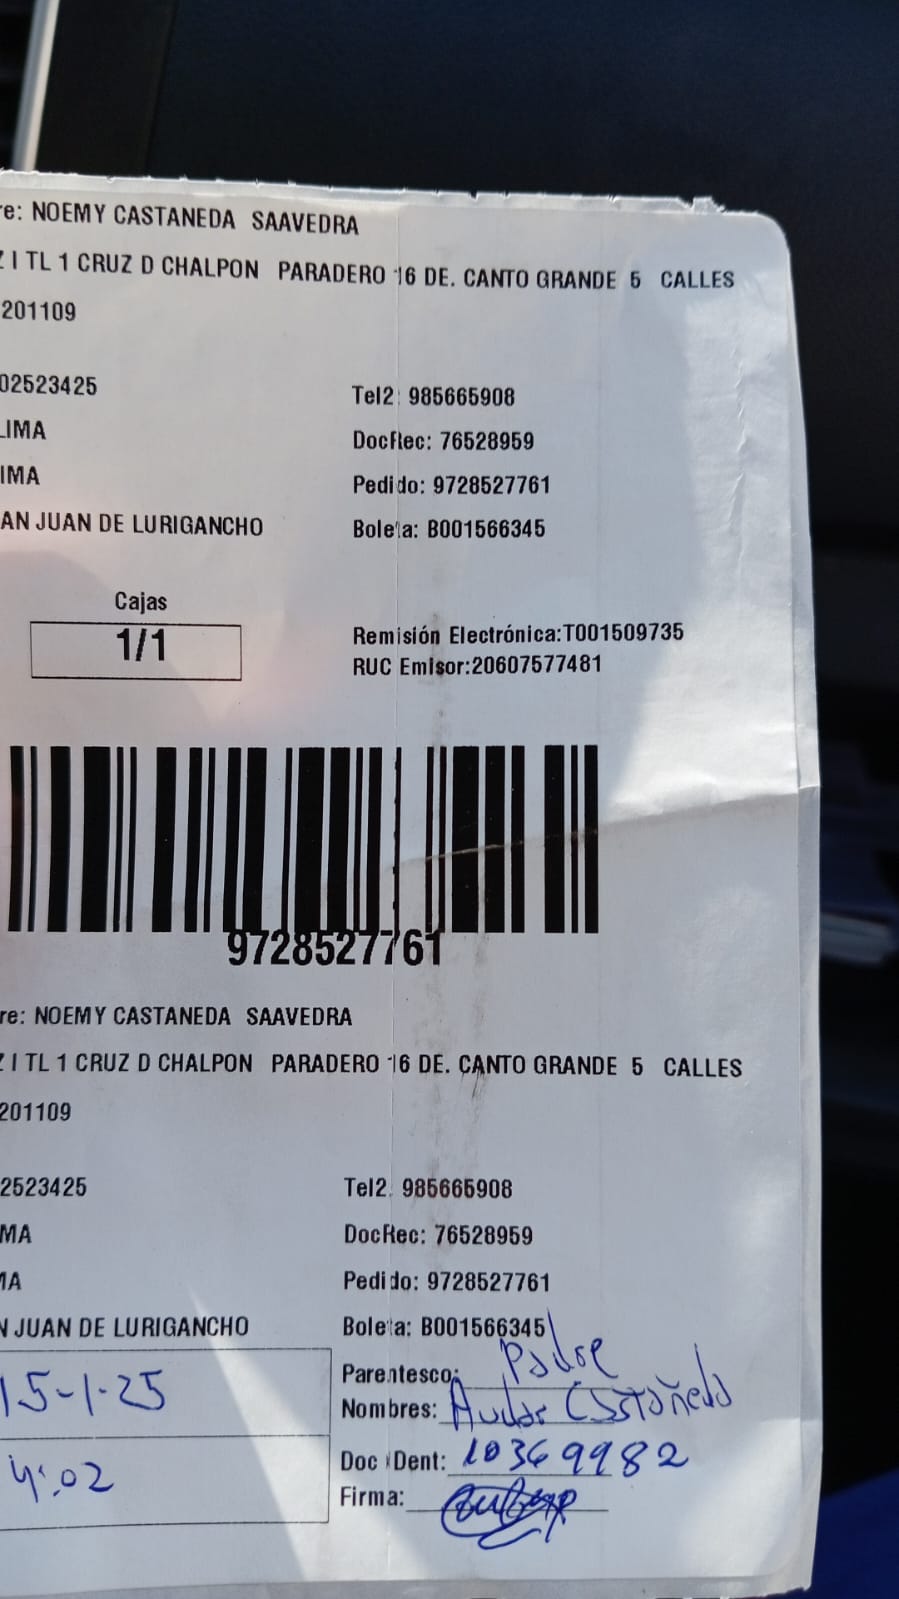 re: NOEMY CASTANEDA SAAVEDRA
Z I TL 1 CRUZ D CHALPON PARADERO 16 DE. CANTO GRANDE 5 CALLES
201109
02523425 Tel2: 985665908
LIMA DocRec: 76528959
IMA Pedido: 9728527761
AN JUAN DE LURIGANCHO Boleta: B001566345
Cajas
1/1
Remisión Electrónica:T001509735
RUC Emisor:20607577481
9728527761
re: NOEMY CASTANEDA SAAVEDRA
Z I TL 1 CRUZ D CHALPON PARADERO 16 DE. CANTO GRANDE 5 CALLES
201109
2523425 Tel2. 985665908
MA DocRec: 76528959
MA Pedido: 9728527761
N JUAN DE LURIGANCHO Boleta: B001566345
15-1-25 Parentesco: Padre
Nombres: Castañeda
4:02 Doc Dent: 10369982
Firma: